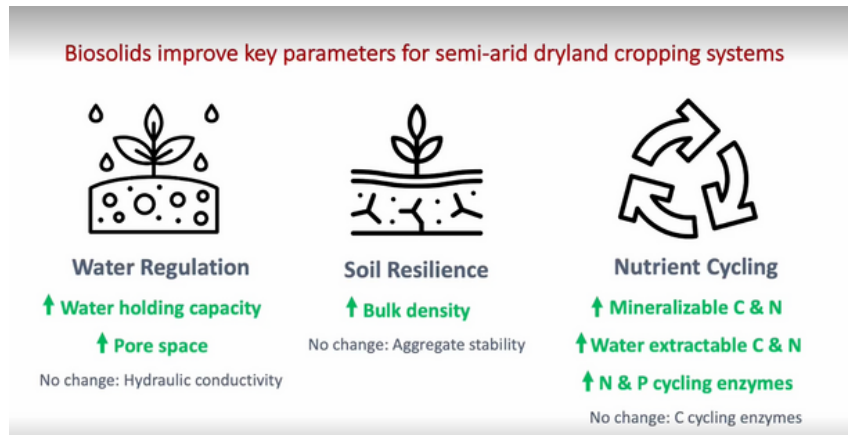 Biosolids improve key parameters for semi-arid dryland cropping systems
Water Regulation
Water holding capacity
Pore space
No change: Hydraulic conductivity
Soil Resilience
Bulk density
No change: Aggregate stability
Nutrient Cycling
Mineralizable C & N
Water extractable C & N
N & P cycling enzymes
No change: C cycling enzymes